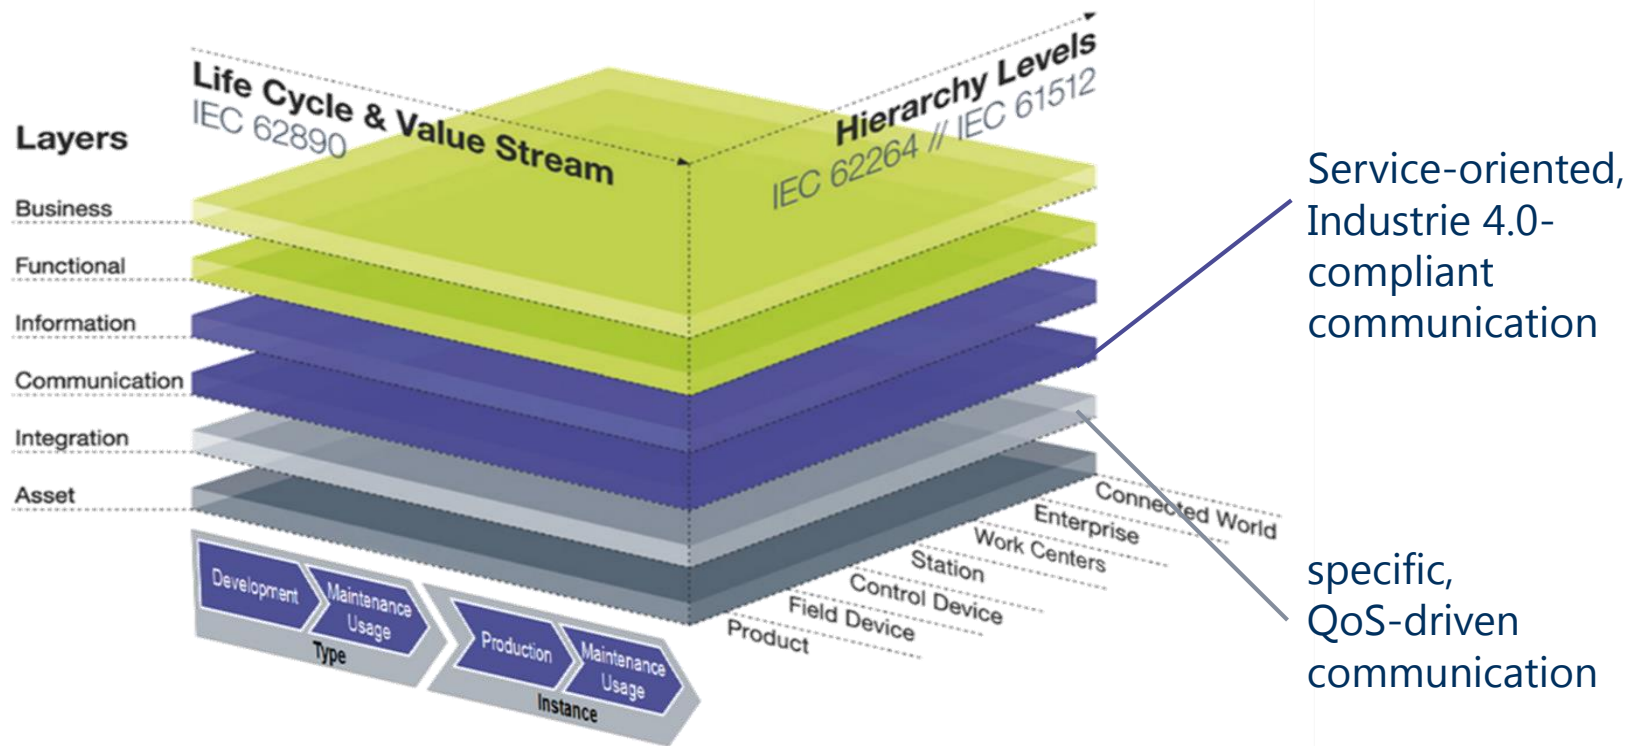 Life Cycle & Value Stream
IEC 62890
Hierarchy Levels
IEC 62264 // IEC 61512
Layers
Business
Functional
Information
Communication
Integration
Asset
Development
Maintenance
Usage
Type
Production
Maintenance
Usage
Instance
Connected World
Enterprise
Work Centers
Station
Control Device
Field Device
Product
Service-oriented,
Industrie 4.0-
compliant
communication
specific,
QoS-driven
communication